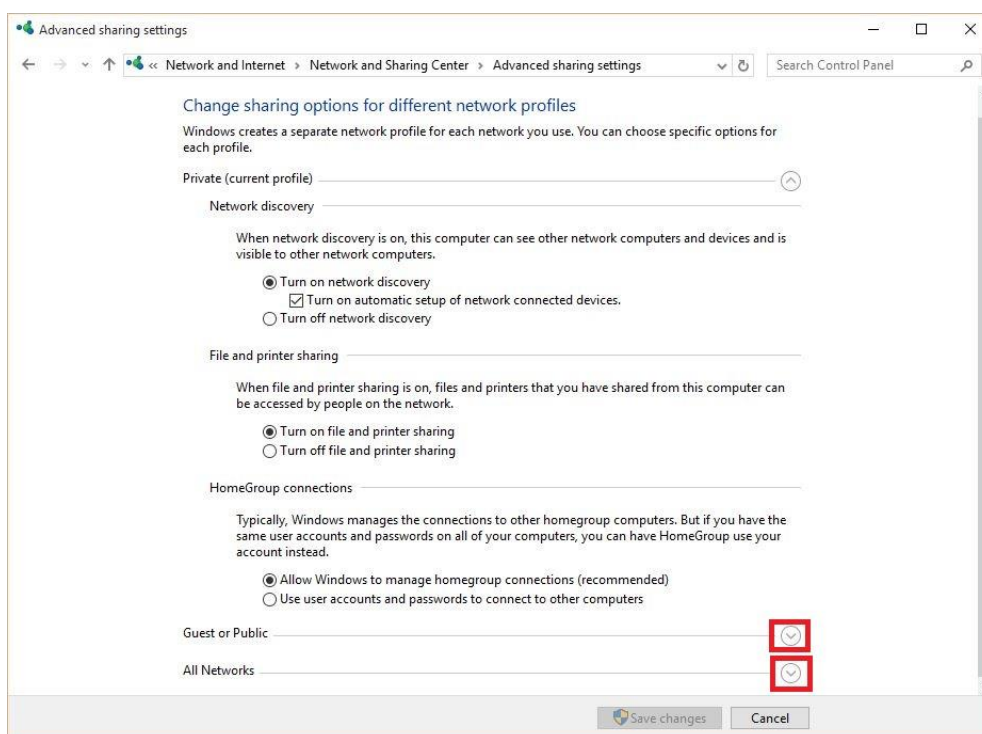 Advanced sharing settings
« Network and Internet > Network and Sharing Center > Advanced sharing settings
Search Control Panel
Change sharing options for different network profiles
Windows creates a separate network profile for each network you use. You can choose specific options for
each profile.
Private (current profile)
Network discovery
When network discovery is on, this computer can see other network computers and devices and is
visible to other network computers.
Turn on network discovery
Turn on automatic setup of network connected devices.
Turn off network discovery
File and printer sharing
When file and printer sharing is on, files and printers that you have shared from this computer can
be accessed by people on the network.
Turn on file and printer sharing
Turn off file and printer sharing
HomeGroup connections
Typically, Windows manages the connections to other homegroup computers. But if you have the
same user accounts and passwords on all of your computers, you can have HomeGroup use your
account instead.
Allow Windows to manage homegroup connections (recommended)
Use user accounts and passwords to connect to other computers
Guest or Public
All Networks
Save changes
Cancel